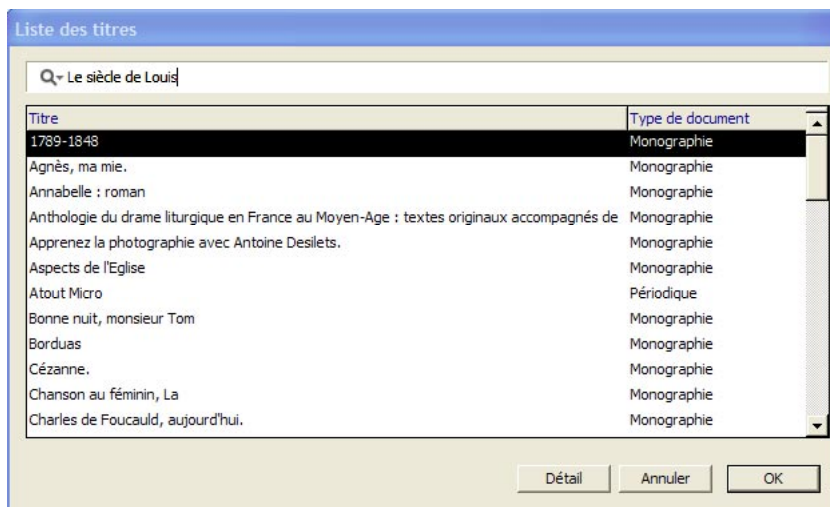 Liste des titres
Le siècle de Louis
Titre Type de document
1789-1848 Monographie
Agnès, ma mie. Monographie
Annabelle : roman Monographie
Anthologie du drame liturgique en France au Moyen-Age : textes originaux accompagnés de Monographie
Apprenez la photographie avec Antoine Desilets. Monographie
Aspects de l'Eglise Monographie
Atout Micro Périodique
Bonne nuit, monsieur Tom Monographie
Borduas Monographie
Cézanne. Monographie
Chanson au féminin, La Monographie
Charles de Foucauld, aujourd'hui. Monographie
Détail Annuler OK